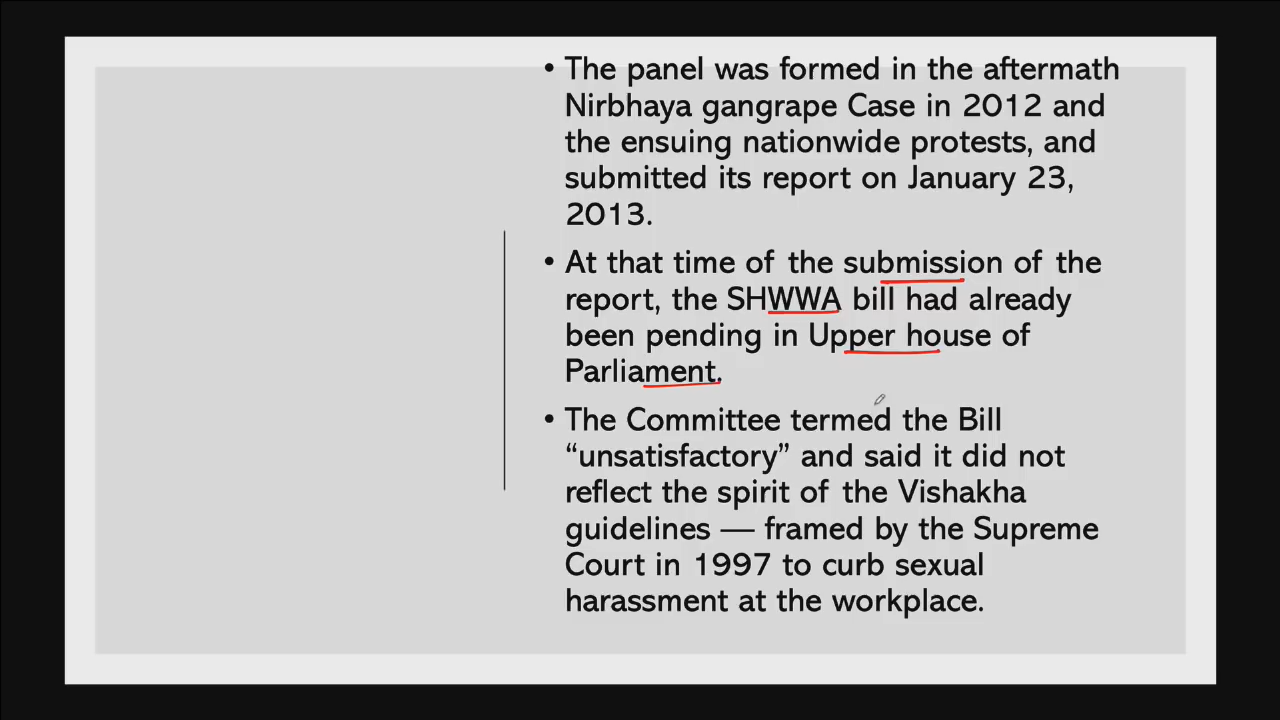 • The panel was formed in the aftermath
Nirbhaya gangrape Case in 2012 and
the ensuing nationwide protests, and
submitted its report on January 23,
2013.
• At that time of the submission of the
report, the SHWWA bill had already
been pending in Upper house of
Parliament.
• The Committee termed the Bill
“unsatisfactory” and said it did not
reflect the spirit of the Vishakha
guidelines — framed by the Supreme
Court in 1997 to curb sexual
harassment at the workplace.